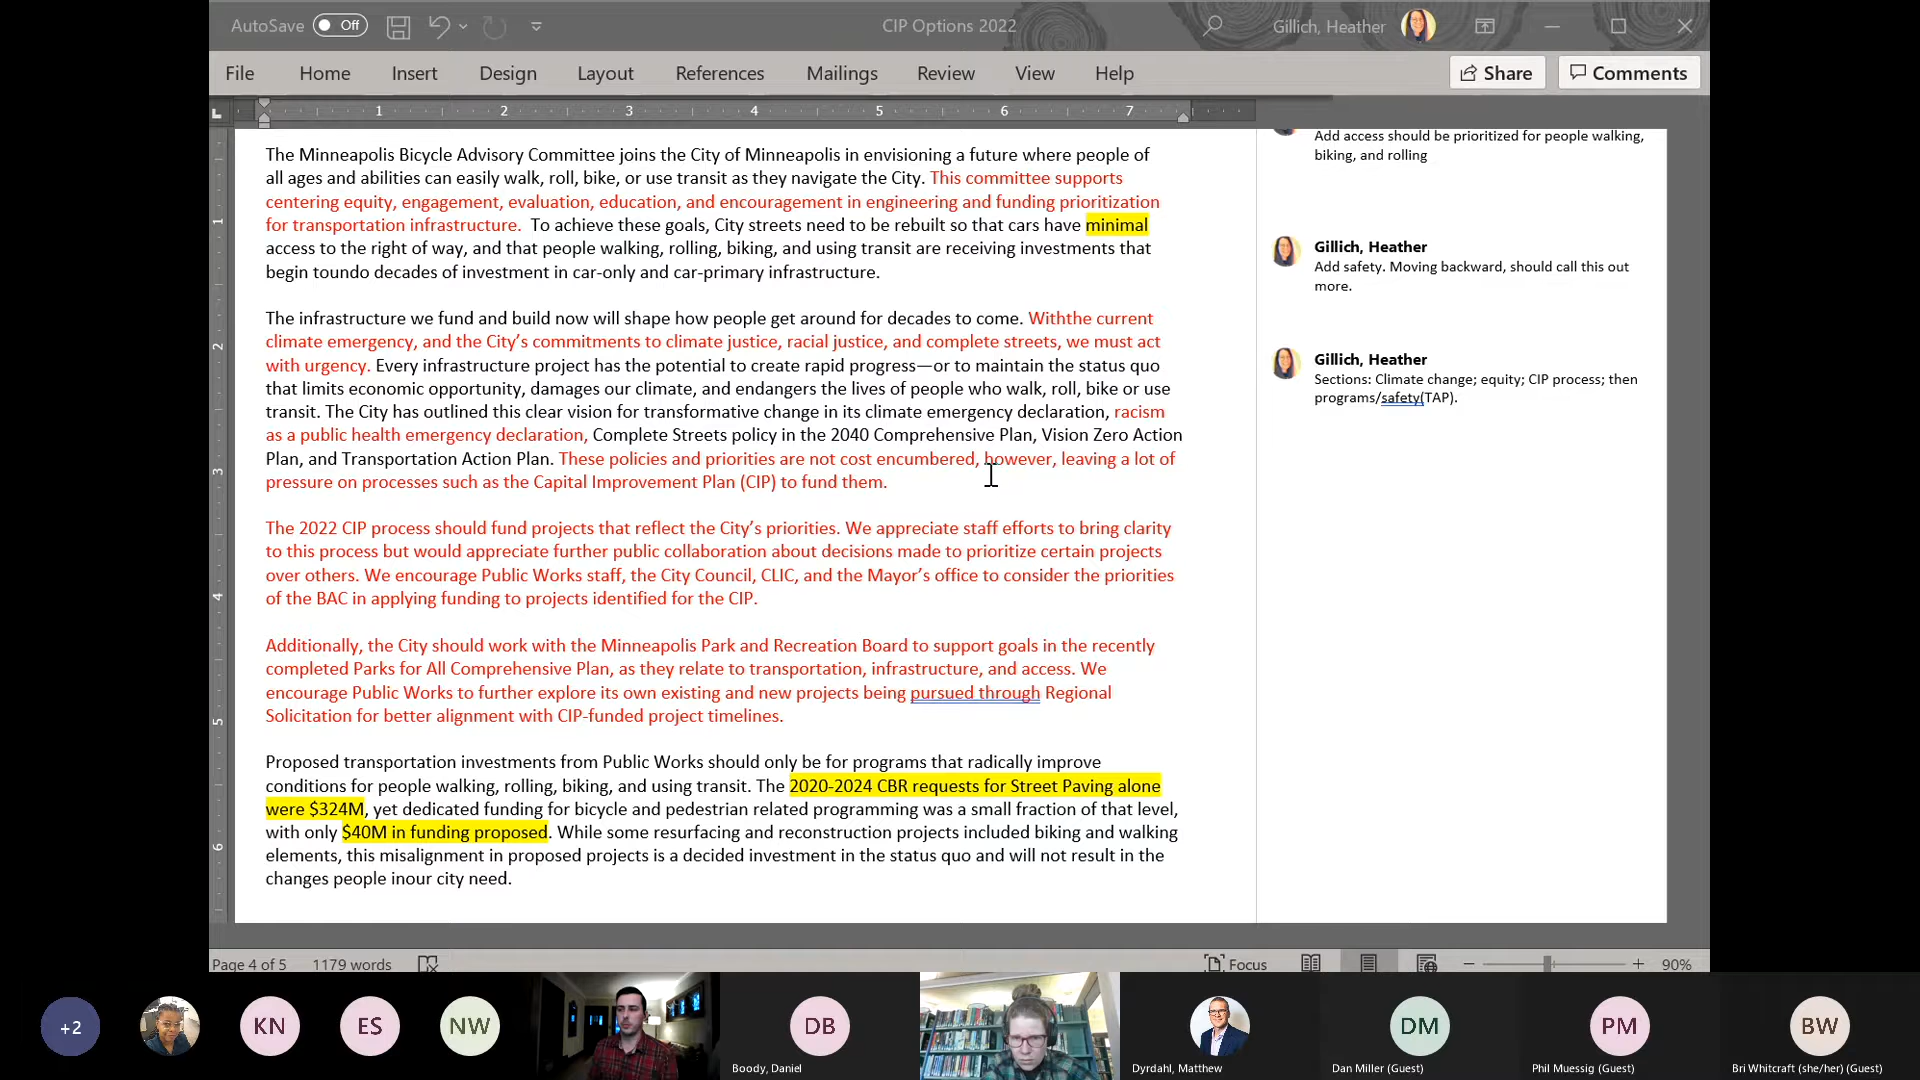 AutoSave Off CIP Options 2022 Gillich, Heather
File Home Insert Design Layout References Mailings Review View Help Share Comments
1 2 3 4 5 6 7
The Minneapolis Bicycle Advisory Committee joins the City of Minneapolis in envisioning a future where people of
all ages and abilities can easily walk, roll, bike, or use transit as they navigate the City. This committee supports
centering equity, engagement, evaluation, education, and encouragement in engineering and funding prioritization
for transportation infrastructure. To achieve these goals, City streets need to be rebuilt so that cars have minimal
access to the right of way, and that people walking, rolling, biking, and using transit are receiving investments that
begin toundo decades of investment in car-only and car-primary infrastructure.
The infrastructure we fund and build now will shape how people get around for decades to come. Withthe current
climate emergency, and the City's commitments to climate justice, racial justice, and complete streets, we must act
with urgency. Every infrastructure project has the potential to create rapid progress—or to maintain the status quo
that limits economic opportunity, damages our climate, and endangers the lives of people who walk, roll, bike or use
transit. The City has outlined this clear vision for transformative change in its climate emergency declaration, racism
as a public health emergency declaration, Complete Streets policy in the 2040 Comprehensive Plan, Vision Zero Action
Plan, and Transportation Action Plan. These policies and priorities are not cost encumbered, however, leaving a lot of
pressure on processes such as the Capital Improvement Plan (CIP) to fund them.
The 2022 CIP process should fund projects that reflect the City's priorities. We appreciate staff efforts to bring clarity
to this process but would appreciate further public collaboration about decisions made to prioritize certain projects
over others. We encourage Public Works staff, the City Council, CLIC, and the Mayor's office to consider the priorities
of the BAC in applying funding to projects identified for the CIP.
Additionally, the City should work with the Minneapolis Park and Recreation Board to support goals in the recently
completed Parks for All Comprehensive Plan, as they relate to transportation, infrastructure, and access. We
encourage Public Works to further explore its own existing and new projects being pursued through Regional
Solicitation for better alignment with CIP-funded project timelines.
Proposed transportation investments from Public Works should only be for programs that radically improve
conditions for people walking, rolling, biking, and using transit. The 2020-2024 CBR requests for Street Paving alone
were $324M, yet dedicated funding for bicycle and pedestrian related programming was a small fraction of that level,
with only $40M in funding proposed. While some resurfacing and reconstruction projects included biking and walking
elements, this misalignment in proposed projects is a decided investment in the status quo and will not result in the
changes people inour city need.
Add access should be prioritized for people walking,
biking, and rolling
Gillich, Heather
Add safety. Moving backward, should call this out
more.
Gillich, Heather
Sections: Climate change; equity; CIP process; then
programs/safety(TAP).
1
2
3
4
5
6
Page 4 of 5 1179 words Focus 90%
+2 KN ES NW DB DM PM BW
Boody, Daniel Dyrdahl, Matthew Dan Miller (Guest) Phil Muessig (Guest) Bri Whitcraft (she/her) (Guest)